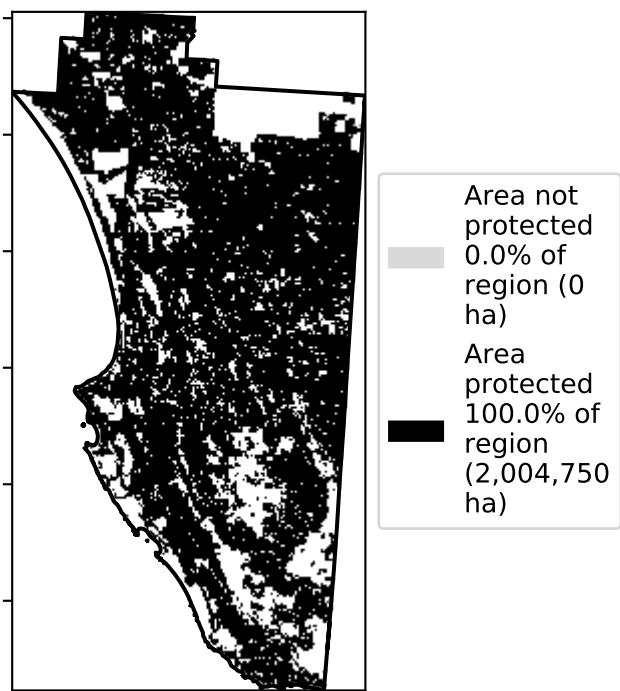 Area not
protected
0.0% of
region (0
ha)
Area
protected
100.0% of
region
(2,004,750
ha)